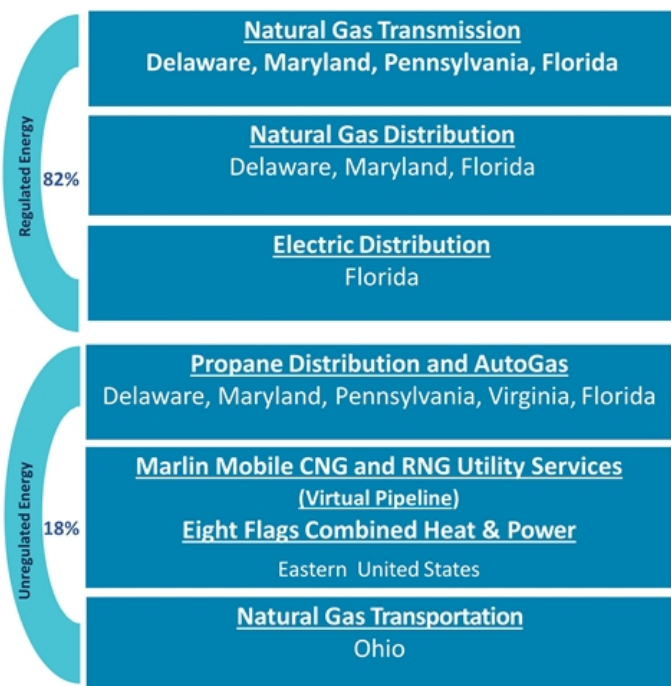 Natural Gas Transmission
Delaware, Maryland, Pennsylvania, Florida
Regulated Energy
82%
Natural Gas Distribution
Delaware, Maryland, Florida
Electric Distribution
Florida
Propane Distribution and AutoGas
Delaware, Maryland, Pennsylvania, Virginia, Florida
Unregulated Energy
18%
Marlin Mobile CNG and RNG Utility Services
(Virtual Pipeline)
Eight Flags Combined Heat & Power
Eastern United States
Natural Gas Transportation
Ohio